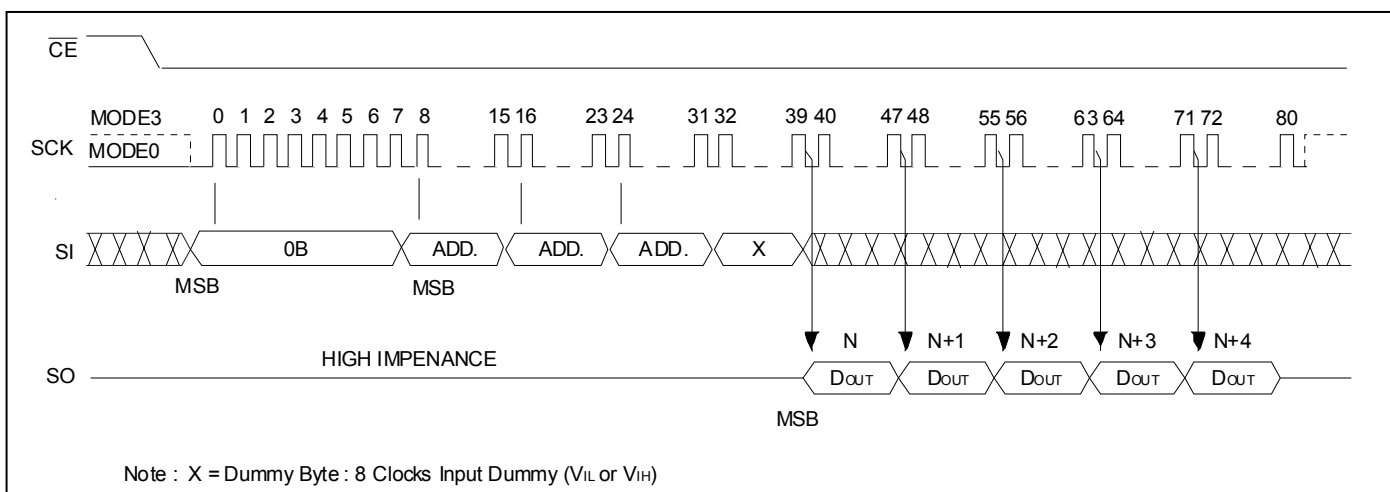 CE
MODE3
0 1 2 3 4 5 6 7 8 15 16 23 24 31 32 39 40 47 48 55 56 63 64 71 72 80
SCK
MODE0
SI
0B ADD. ADD. ADD. X
MSB MSB
N N+1 N+2 N+3 N+4
HIGH IMPENANCE
SO
DOUT DOUT DOUT DOUT DOUT
MSB
Note : X = Dummy Byte : 8 Clocks Input Dummy (VIL or VIH)